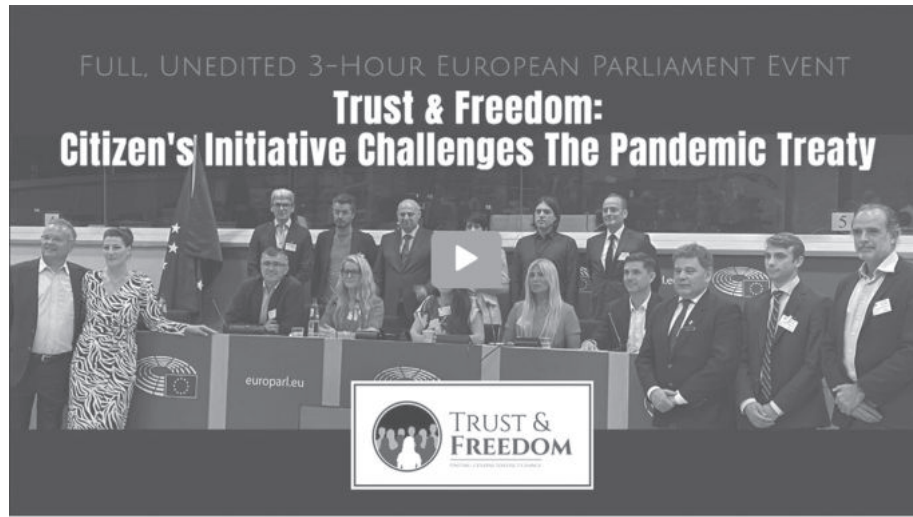 FULL, UNEDITED 3-HOUR EUROPEAN PARLIAMENT EVENT
Trust & Freedom:
Citizen's Initiative Challenges The Pandemic Treaty
5
europarl.eu
TRUST &
FREEDOM